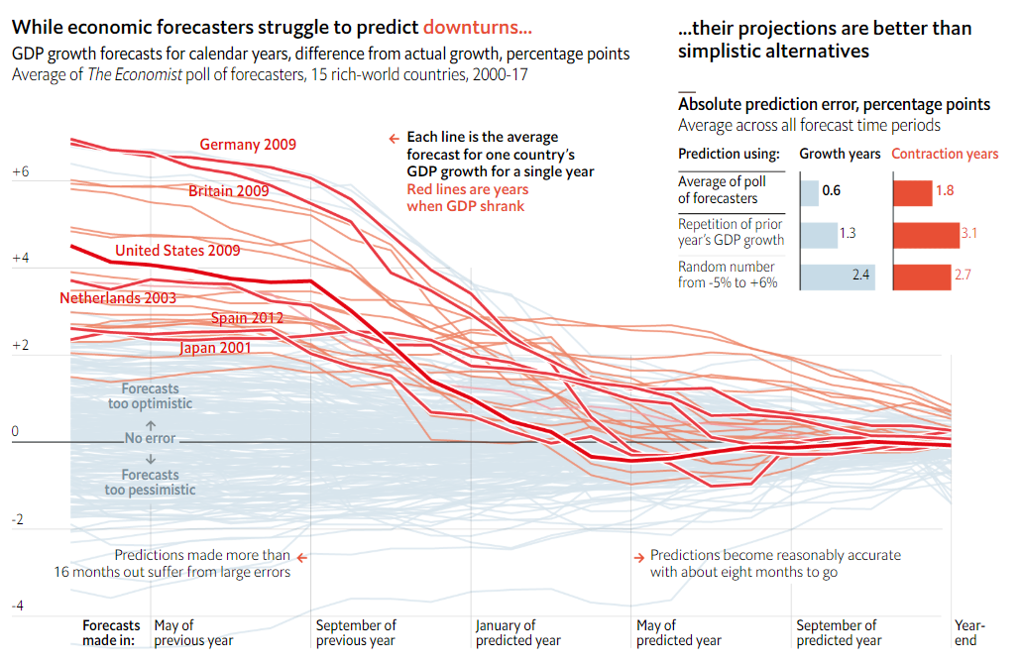 While economic forecasters struggle to predict downturns...
GDP growth forecasts for calendar years, difference from actual growth, percentage points
Average of The Economist poll of forecasters, 15 rich-world countries, 2000-17
...their projections are better than
simplistic alternatives
Absolute prediction error, percentage points
Average across all forecast time periods
Prediction using:
Growth years
Contraction years
Average of poll
of forecasters
0.6
1.8
Repetition of prior
year's GDP growth
1.3
3.1
Random number
from -5% to +6%
2.4
2.7
← Each line is the average
forecast for one country's
GDP growth for a single year
Red lines are years
when GDP shrank
+6
+4
+2
0
-2
-4
Germany 2009
Britain 2009
United States 2009
Netherlands 2003
Spain 2012
Japan 2001
Forecasts
too optimistic
↑
No error
↓
Forecasts
too pessimistic
Predictions made more than ←
16 months out suffer from large errors
→ Predictions become reasonably accurate
with about eight months to go
Forecasts
made in:
May of
previous year
September of
previous year
January of
predicted year
May of
predicted year
September of
predicted year
Year-
end